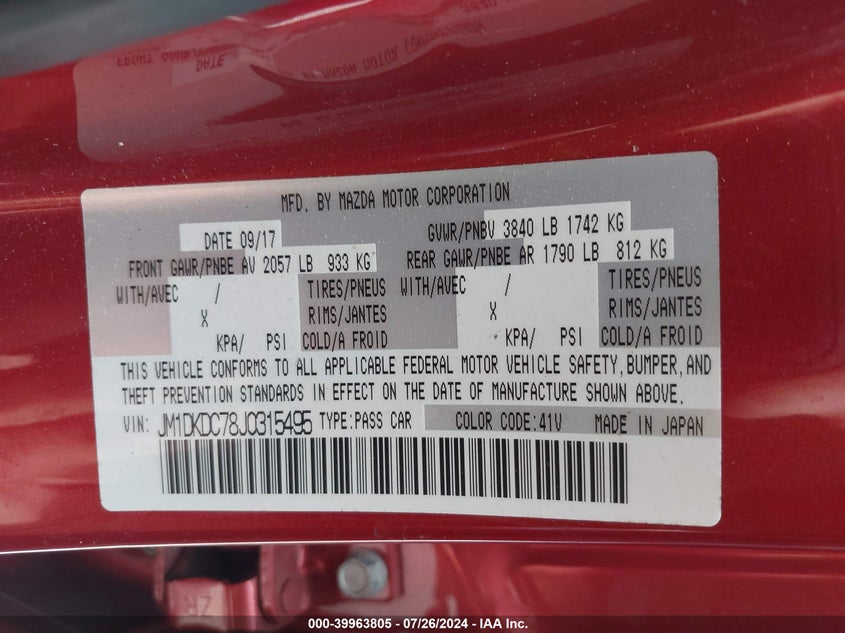 MFD. BY MAZDA MOTOR CORPORATION
DATE 09/17 GVWR/PNBV 3840 LB 1742 KG
FRONT GAWR/PNBE AV 2057 LB 933 KG REAR GAWR/PNBE AR 1790 LB 812 KG
WITH/AVEC / TIRES/PNEUS WITH/AVEC / TIRES/PNEUS
X RIMS/JANTES X RIMS/JANTES
KPA/ PSI COLD/A FROID KPA/ PSI COLD/A FROID
THIS VEHICLE CONFORMS TO ALL APPLICABLE FEDERAL MOTOR VEHICLE SAFETY, BUMPER, AND
THEFT PREVENTION STANDARDS IN EFFECT ON THE DATE OF MANUFACTURE SHOWN ABOVE.
VIN: JM1DKDC78J0315495 TYPE: PASS CAR COLOR CODE: 41V MADE IN JAPAN
ZR
000-39963805 - 07/26/2024 - IAA Inc.